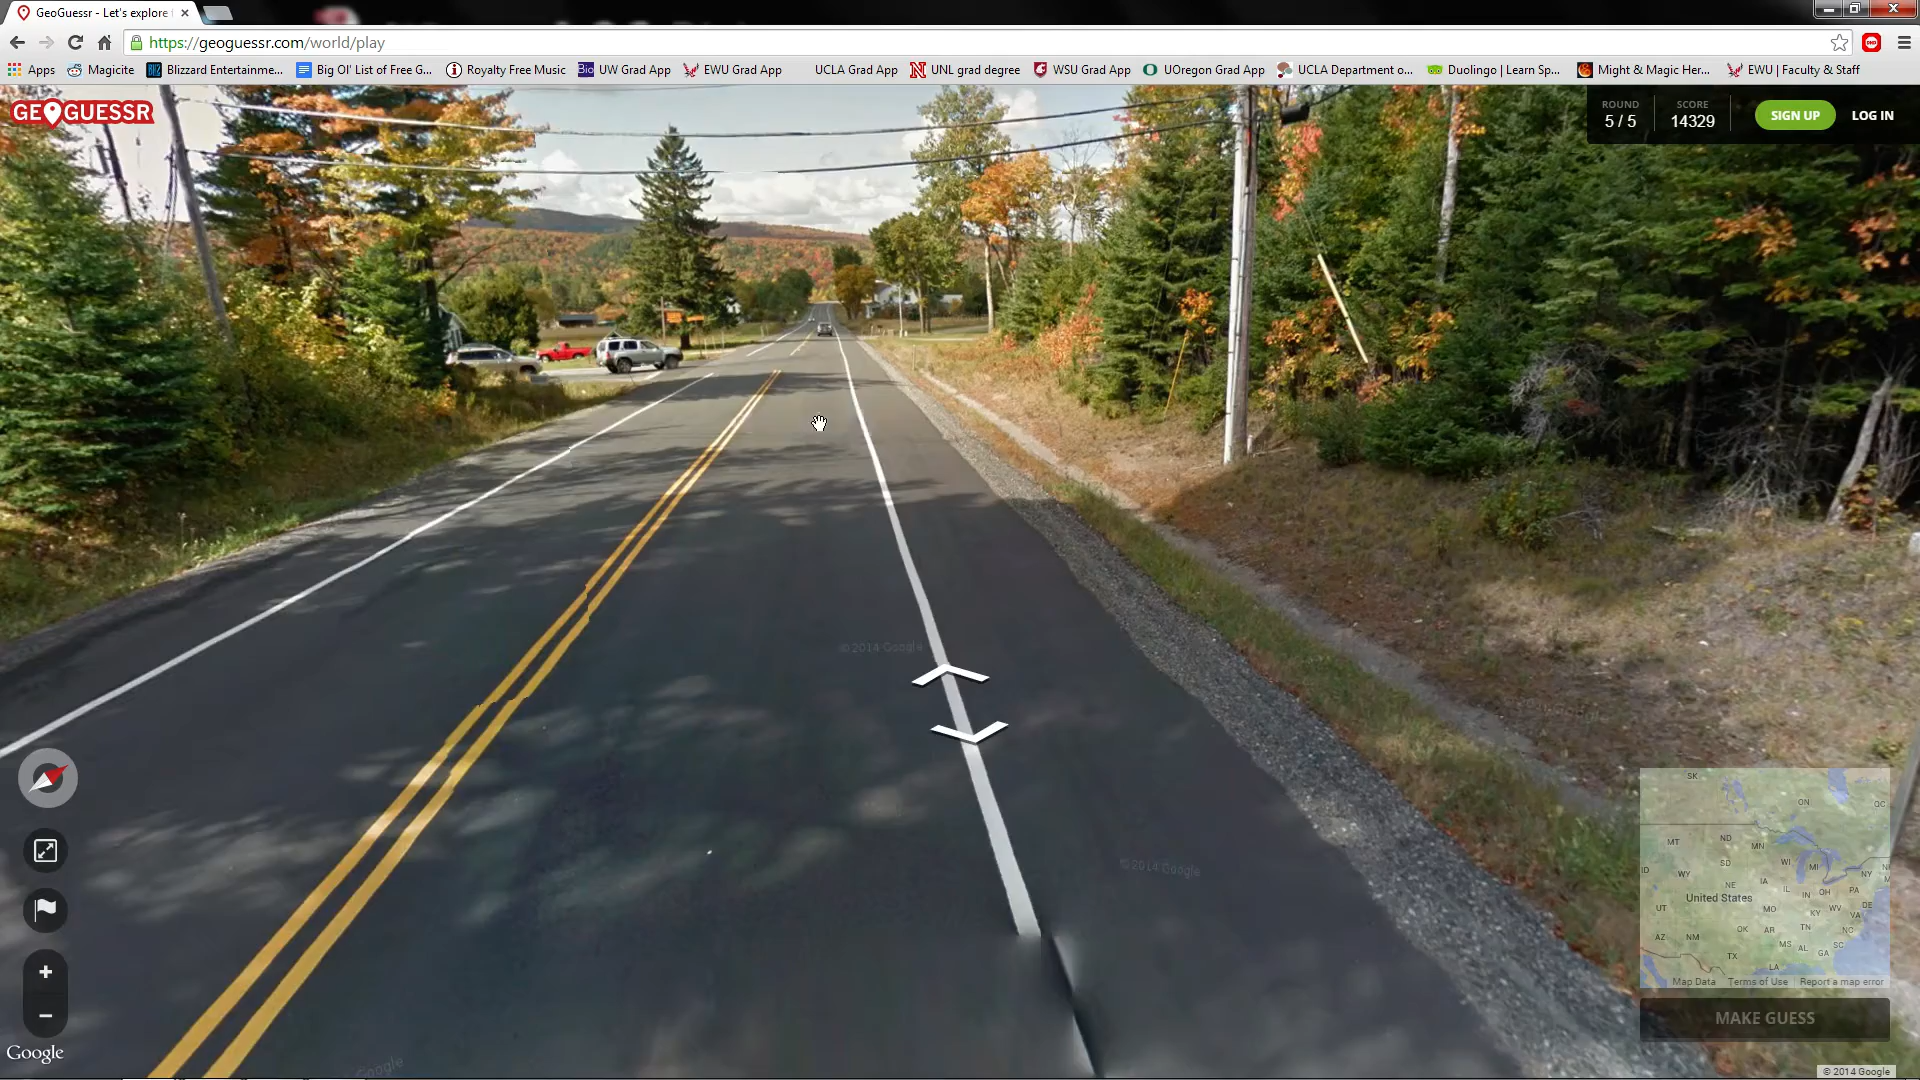 GeoGuessr - Let's explore
https://geoguessr.com/world/play
Apps
Magicite
Blizzard Entertainme...
Big Ol' List of Free G...
Royalty Free Music
UW Grad App
EWU Grad App
UCLA Grad App
UNL grad degree
WSU Grad App
UOregon Grad App
UCLA Department o...
Duolingo | Learn Sp...
Might & Magic Her...
EWU | Faculty & Staff
GEOGUESSR
ROUND
5 / 5
SCORE
14329
SIGN UP
LOG IN
© 2014 Google
© 2014 Google
SK
ON
QC
MT
ND
MN
SD
WI
MI
NY
WY
IA
NE
IL
IN
OH
PA
United States
UT
MO
KY
WV
VA
DE
AZ
NM
OK
AR
TN
NC
MS
AL
GA
SC
TX
LA
Map Data
Terms of Use
Report a map error
MAKE GUESS
Google
© 2014 Google